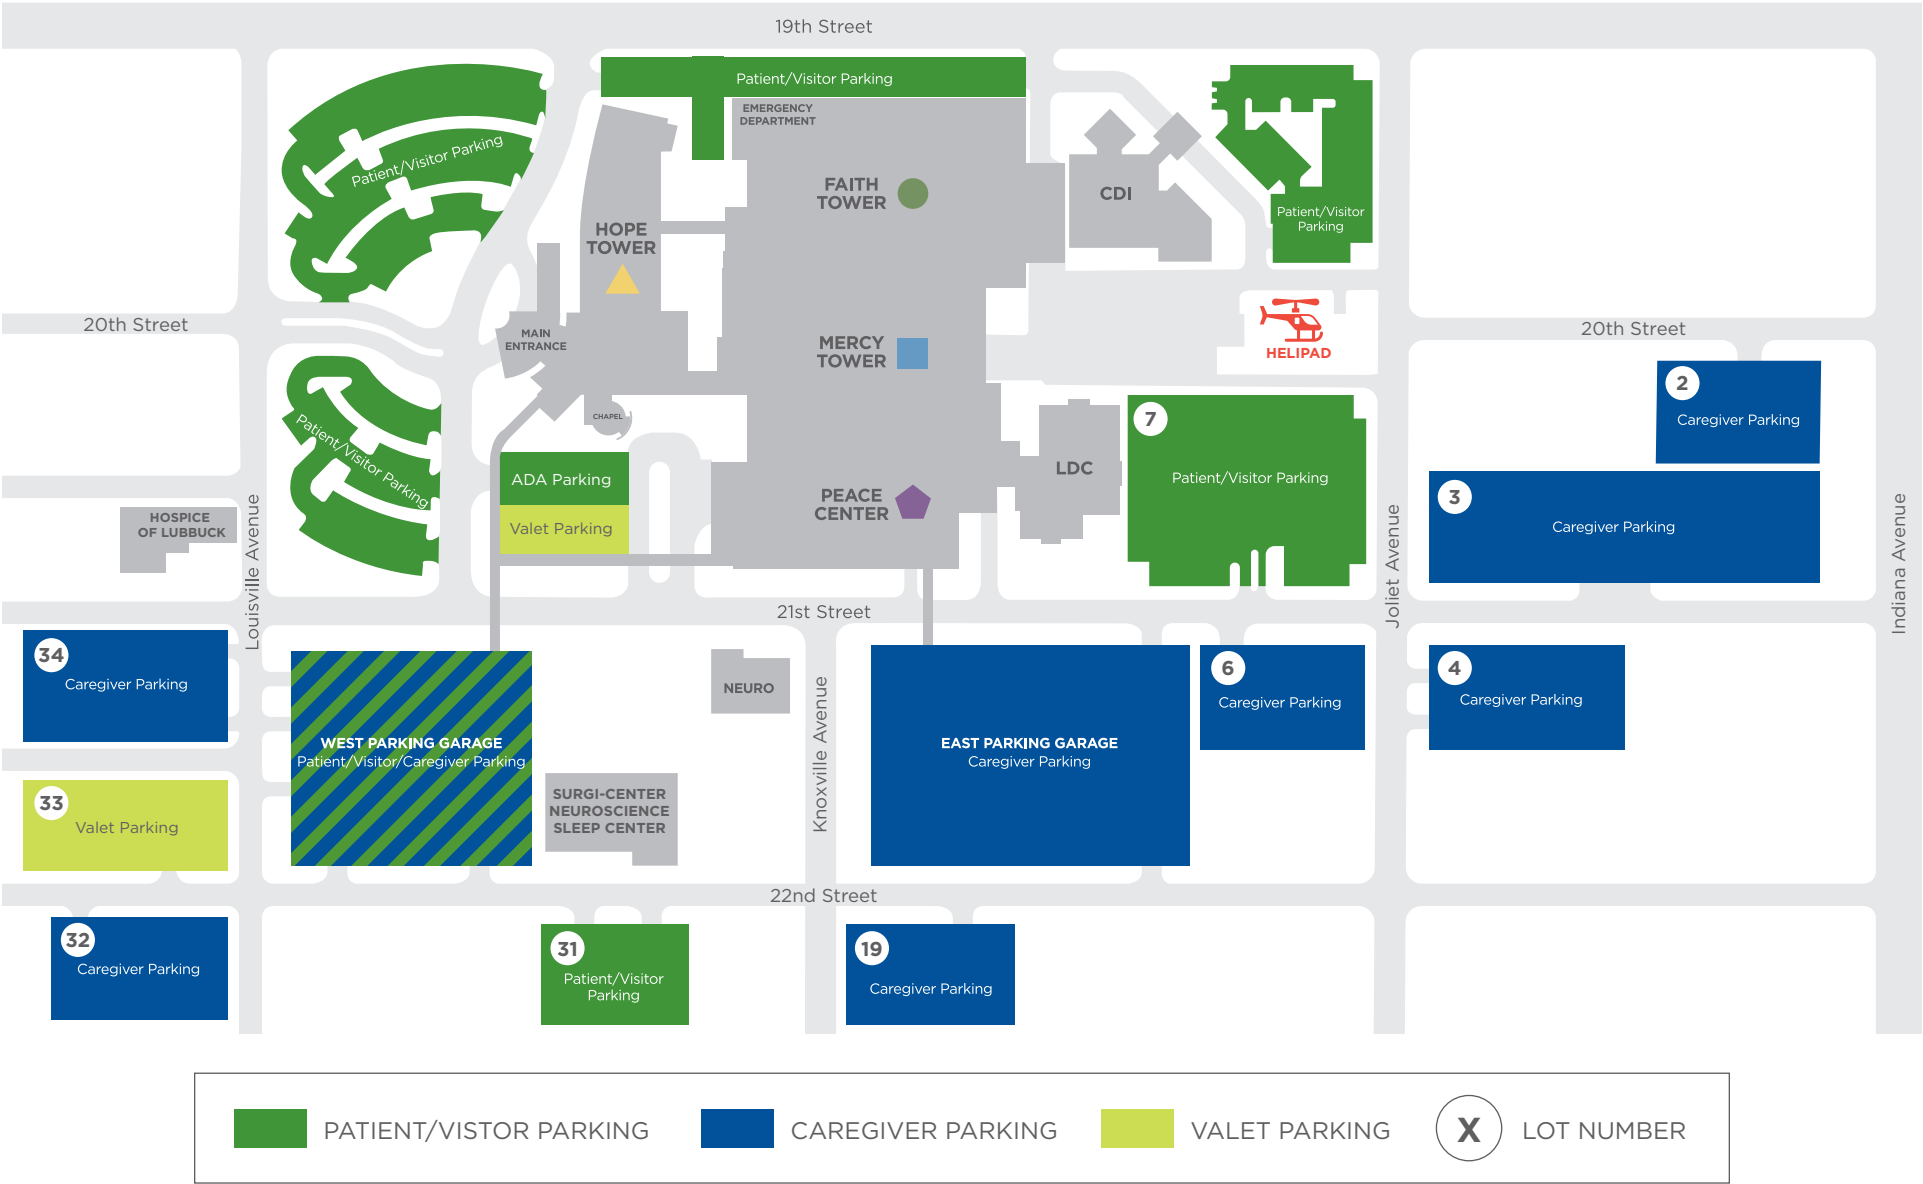 19th Street
Patient/Visitor Parking
EMERGENCY
DEPARTMENT
Patient/Visitor Parking
FAITH
TOWER
CDI
Patient/Visitor
Parking
HOPE
TOWER
20th Street
MAIN
ENTRANCE
MERCY
TOWER
HELIPAD
20th Street
2
Caregiver Parking
CHAPEL
7
Patient/Visitor Parking
Patient/Visitor Parking
ADA Parking
Valet Parking
LDC
PEACE
CENTER
3
Caregiver Parking
HOSPICE
OF LUBBUCK
Louisville Avenue
Joliet Avenue
Indiana Avenue
21st Street
34
Caregiver Parking
NEURO
Knoxville Avenue
6
Caregiver Parking
4
Caregiver Parking
WEST PARKING GARAGE
Patient/Visitor/Caregiver Parking
EAST PARKING GARAGE
Caregiver Parking
33
Valet Parking
SURGI-CENTER
NEUROSCIENCE
SLEEP CENTER
22nd Street
32
Caregiver Parking
31
Patient/Visitor
Parking
19
Caregiver Parking
PATIENT/VISTOR PARKING
CAREGIVER PARKING
VALET PARKING
X
LOT NUMBER